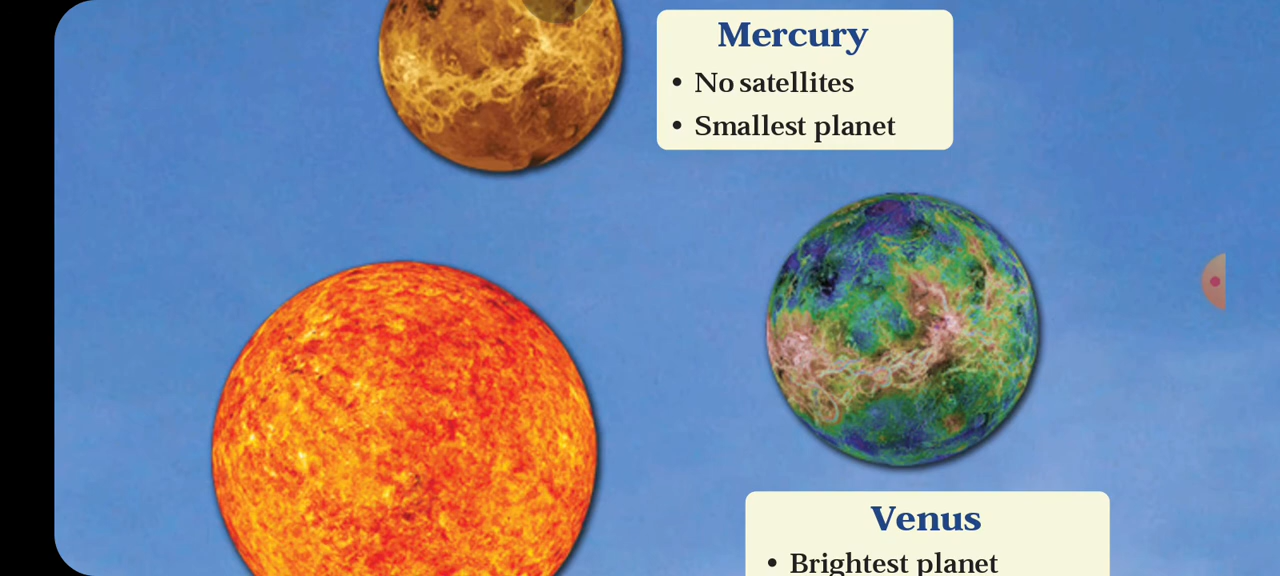 Mercury
• No satellites
• Smallest planet
Venus
• Brightest planet